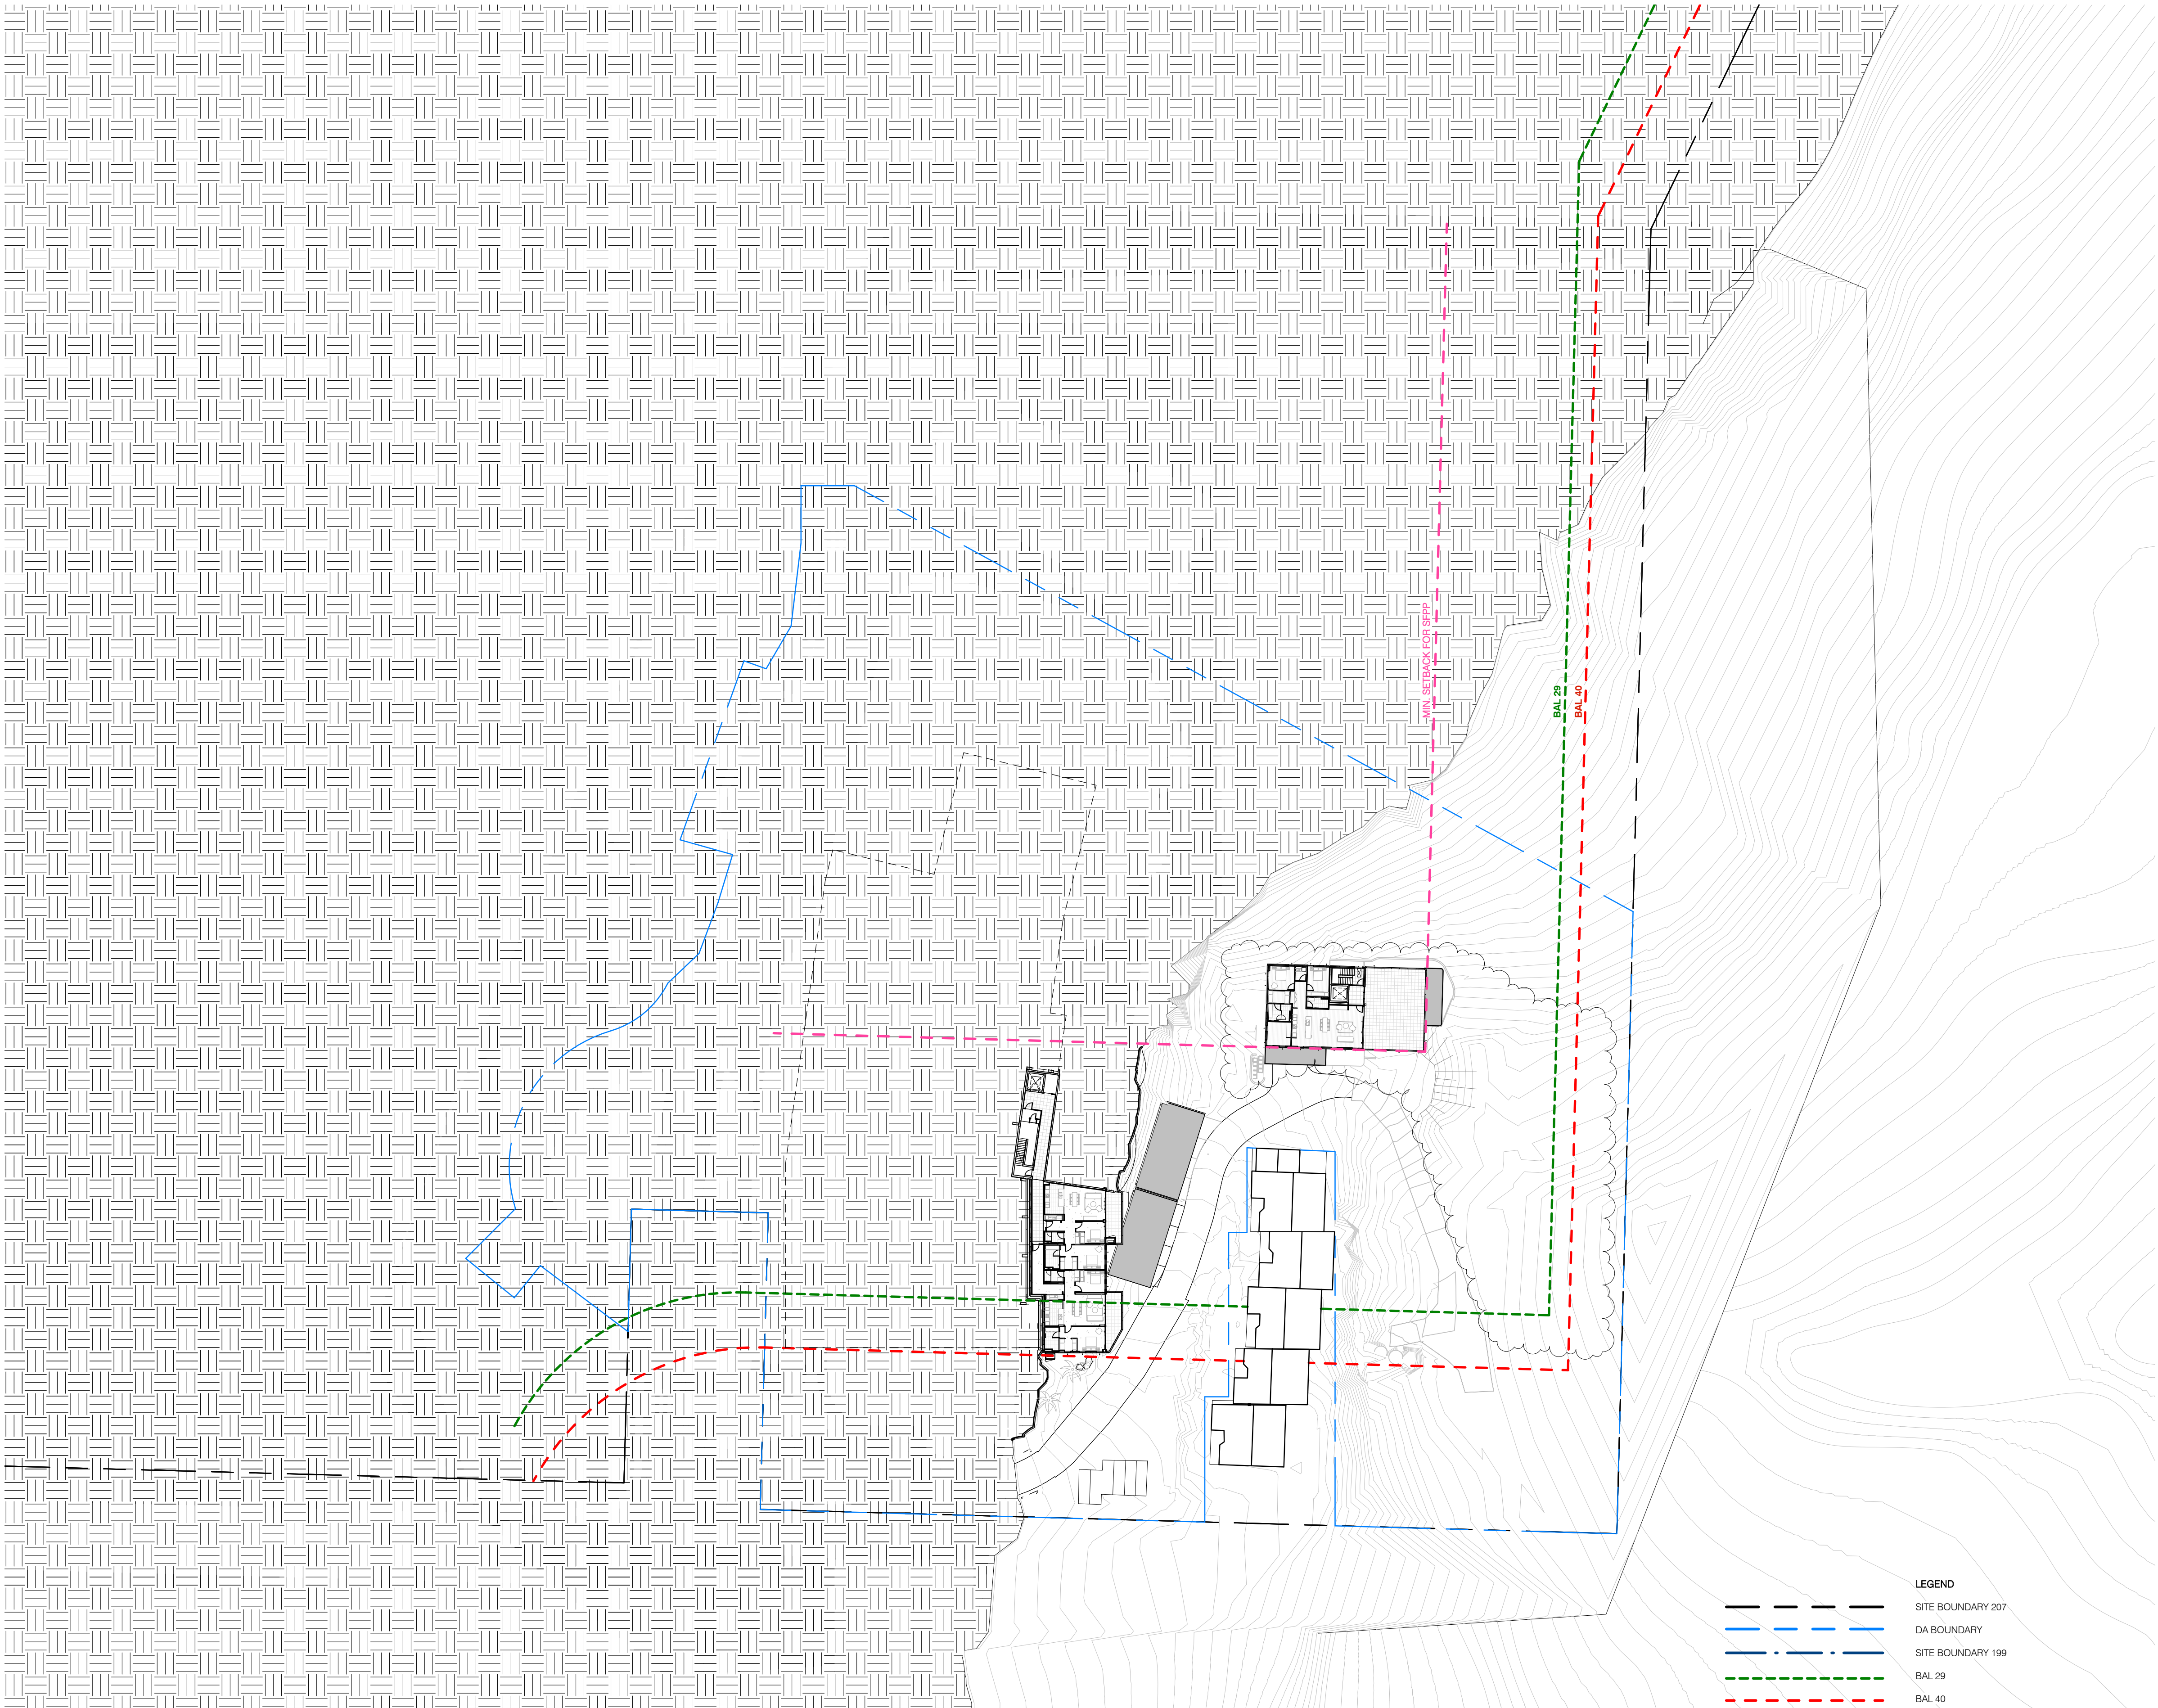 MIN. SETBACK FOR SFPP
BAL 29
BAL 40
LEGEND
SITE BOUNDARY 207
DA BOUNDARY
SITE BOUNDARY 199
BAL 29
BAL 40